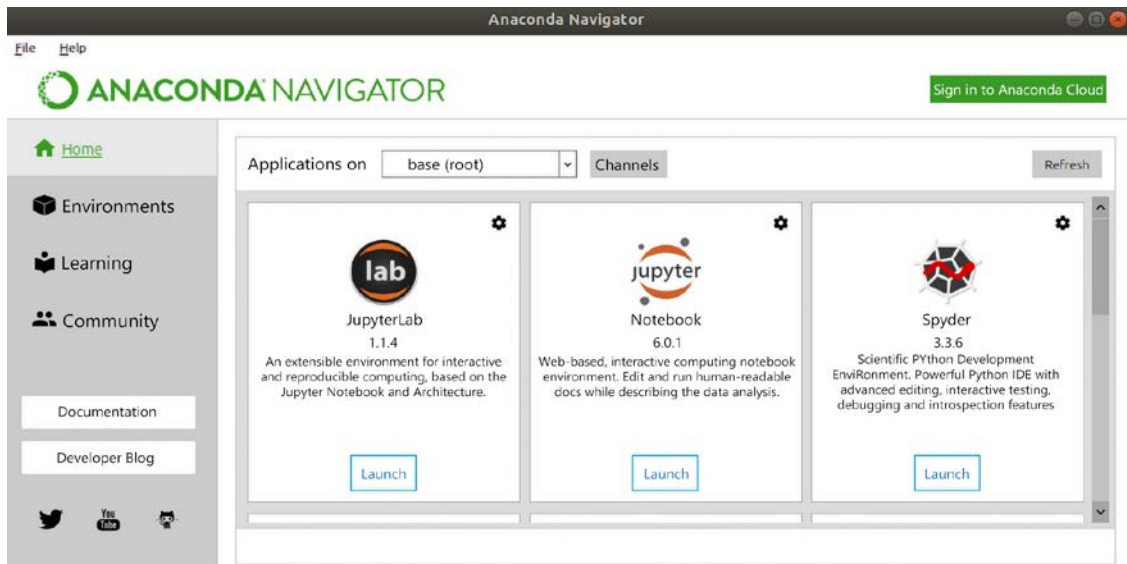 Anaconda Navigator
File Help
ANACONDA NAVIGATOR
Sign in to Anaconda Cloud
Home
Environments
Learning
Community
Documentation
Developer Blog
You
Tube
Applications on base (root) Channels Refresh
lab
JupyterLab
1.1.4
An extensible environment for interactive
and reproducible computing, based on the
Jupyter Notebook and Architecture.
Launch
jupyter
Notebook
6.0.1
Web-based, interactive computing notebook
environment. Edit and run human-readable
docs while describing the data analysis.
Launch
Spyder
3.3.6
Scientific PYthon Development
EnviRonment. Powerful Python IDE with
advanced editing, interactive testing,
debugging and introspection features
Launch